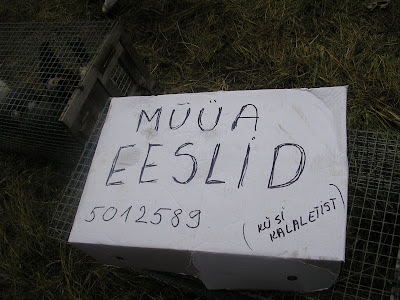 MÜÜA
EESLID
5012589
(KÜSI
KALALETIST)